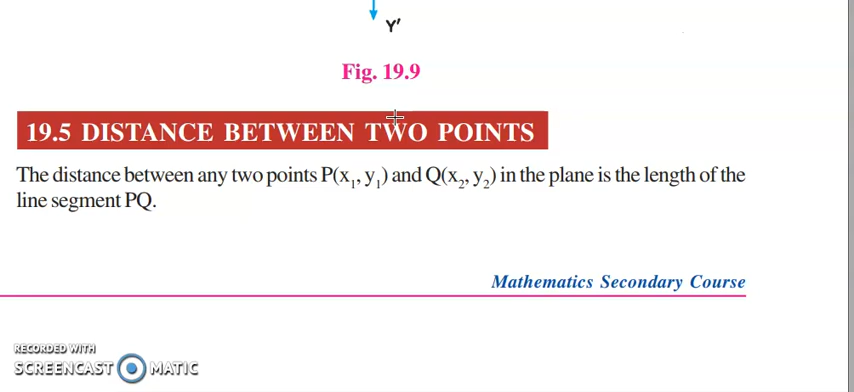 Y′
Fig. 19.9
19.5 DISTANCE BETWEEN TWO POINTS
The distance between any two points P(x₁, y₁) and Q(x₂, y₂) in the plane is the length of the
line segment PQ.
Mathematics Secondary Course
RECORDED WITH
SCREENCAST MATIC